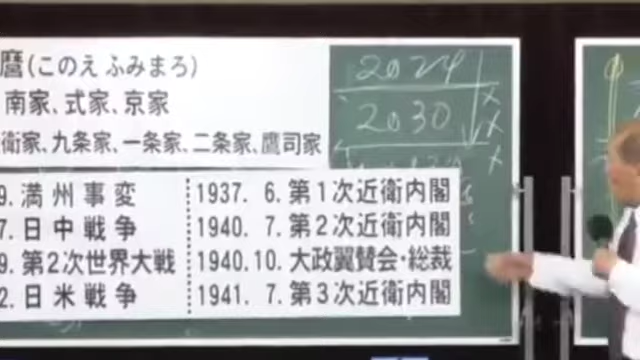 麿(このえ ふみまろ)
南家、式家、京家
衛家、九条家、一条家、二条家、鷹司家
9. 満州事変
7. 日中戦争
9. 第2次世界大戦
2. 日米戦争
1937. 6. 第1次近衛内閣
1940. 7. 第2次近衛内閣
1940.10. 大政翼賛会・総裁
1941. 7. 第3次近衛内閣
2024
2030